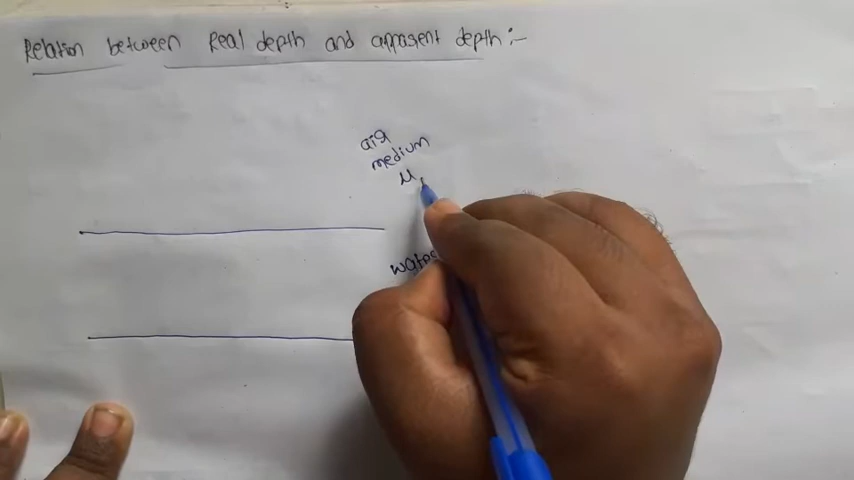 Relation between Real depth and apparent depth:-
air
medium
μ
water